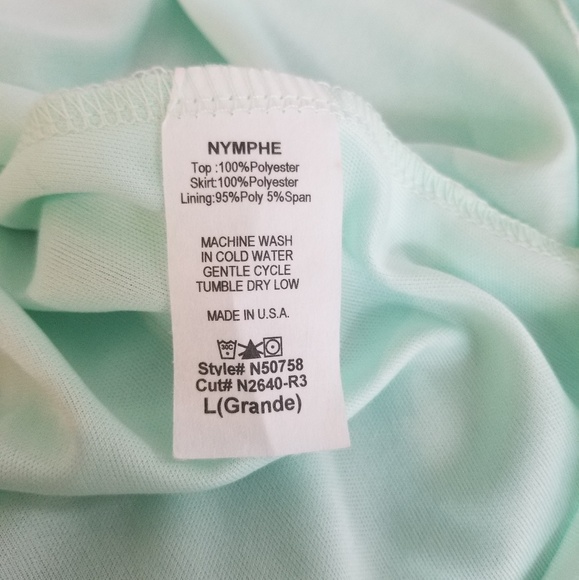 NYMPHE
Top :100%Polyester
Skirt:100%Polyester
Lining:95%Poly 5%Span
MACHINE WASH
IN COLD WATER
GENTLE CYCLE
TUMBLE DRY LOW
MADE IN U.S.A.
30C
Style# N50758
Cut# N2640-R3
L(Grande)